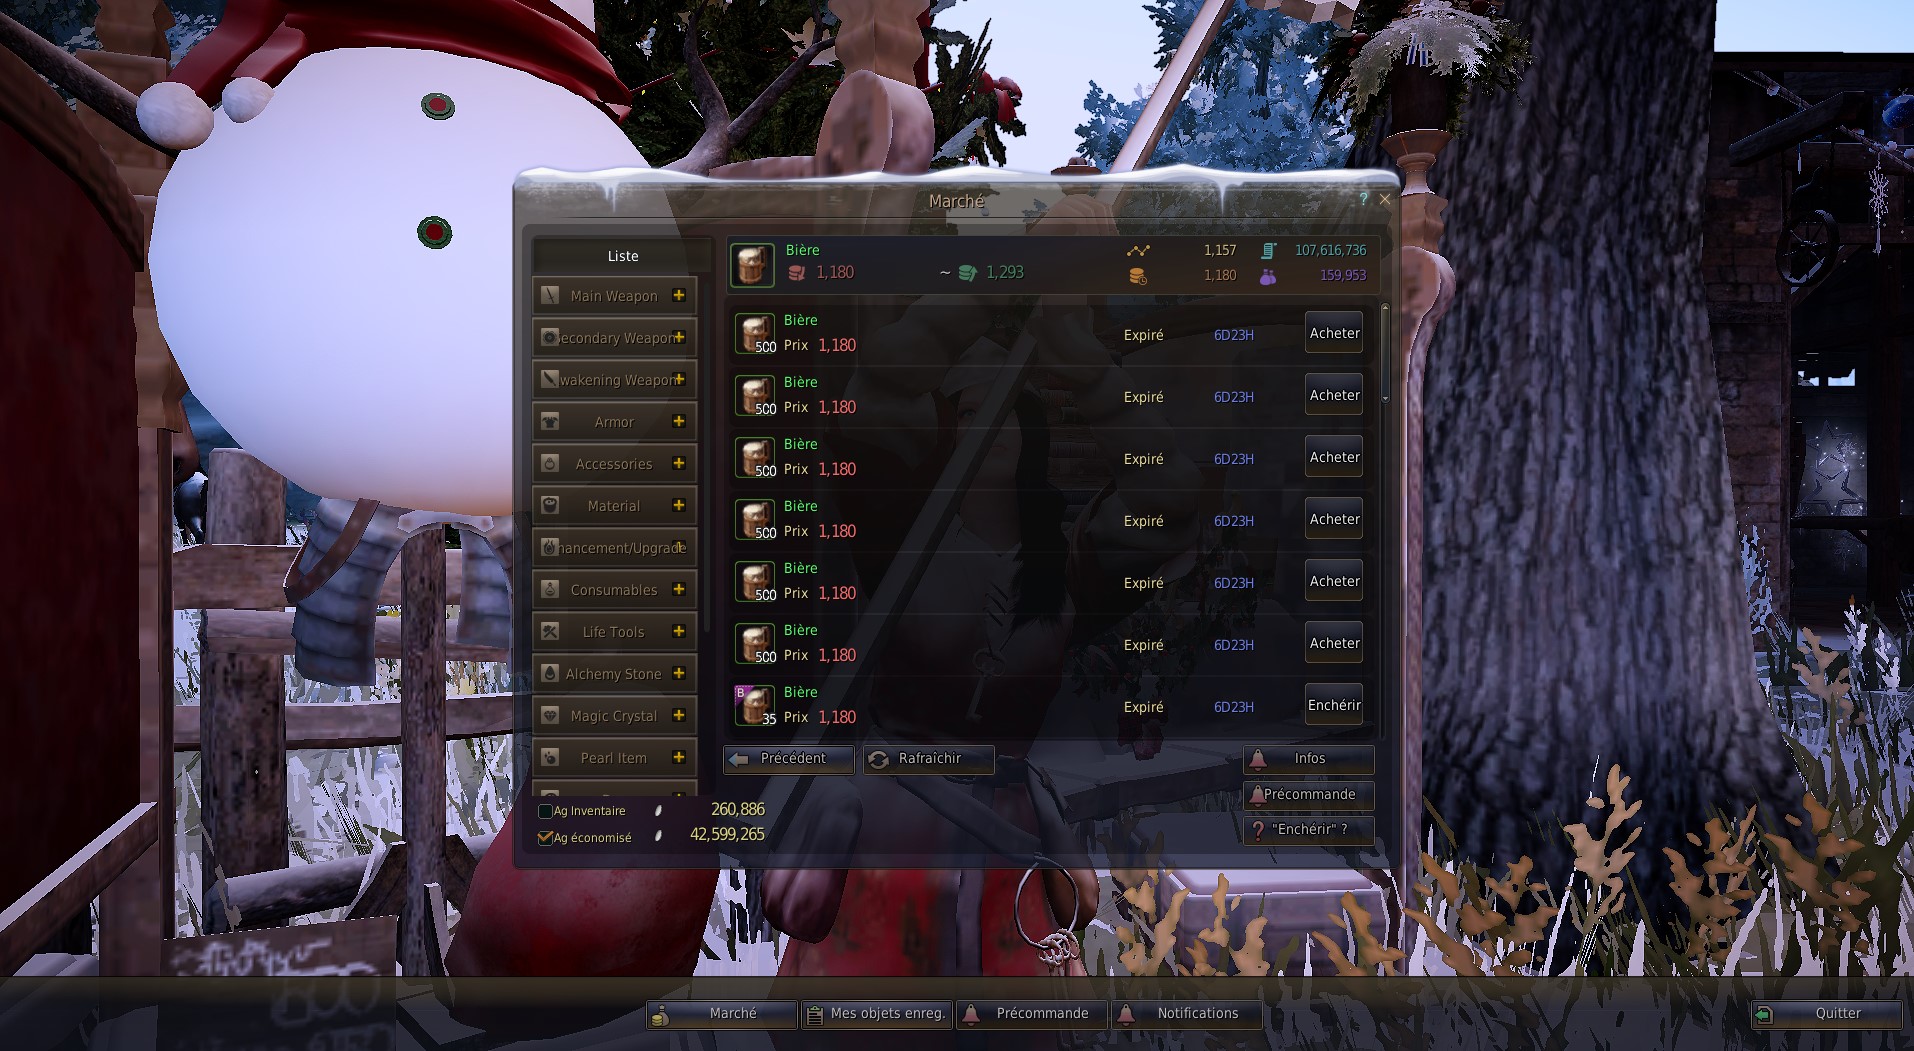 Marché
?
Liste
Main Weapon
econdary Weapon
wakening Weapon
Armor
Accessories
Material
nancement/Upgrade
Consumables
Life Tools
Alchemy Stone
Magic Crystal
Pearl Item
Bière
1,180 ~ 1,293
1,157 107,616,736
1,180 159,953
Bière
500 Prix 1,180 Expiré 6D23H Acheter
Bière
500 Prix 1,180 Expiré 6D23H Acheter
Bière
500 Prix 1,180 Expiré 6D23H Acheter
Bière
500 Prix 1,180 Expiré 6D23H Acheter
Bière
500 Prix 1,180 Expiré 6D23H Acheter
Bière
500 Prix 1,180 Expiré 6D23H Acheter
B Bière
35 Prix 1,180 Expiré 6D23H Enchérir
Précédent Rafraîchir Infos
Précommande
? "Enchérir" ?
Ag Inventaire 260,886
Ag économisé 42,599,265
Marché Mes objets enreg. Précommande Notifications Quitter